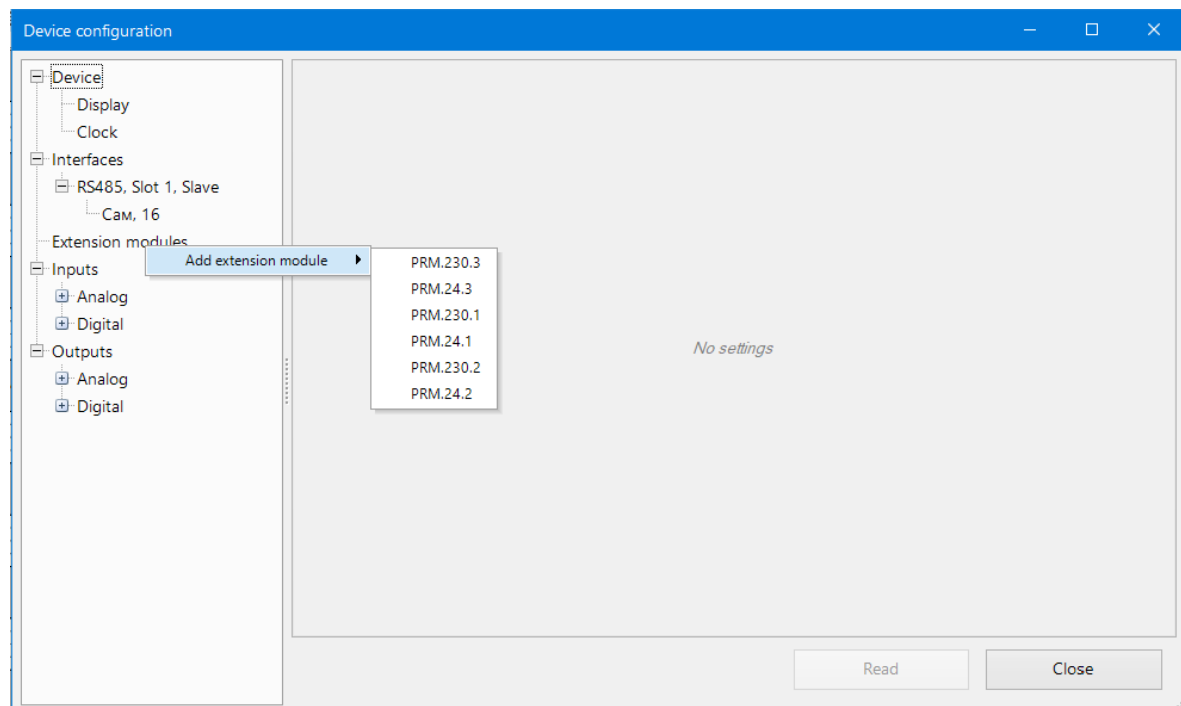 Device configuration
Device
Display
Clock
Interfaces
RS485, Slot 1, Slave
Сам, 16
Extension modules
Add extension module
Inputs
Analog
Digital
Outputs
Analog
Digital
PRM.230.3
PRM.24.3
PRM.230.1
PRM.24.1
PRM.230.2
PRM.24.2
No settings
Read
Close